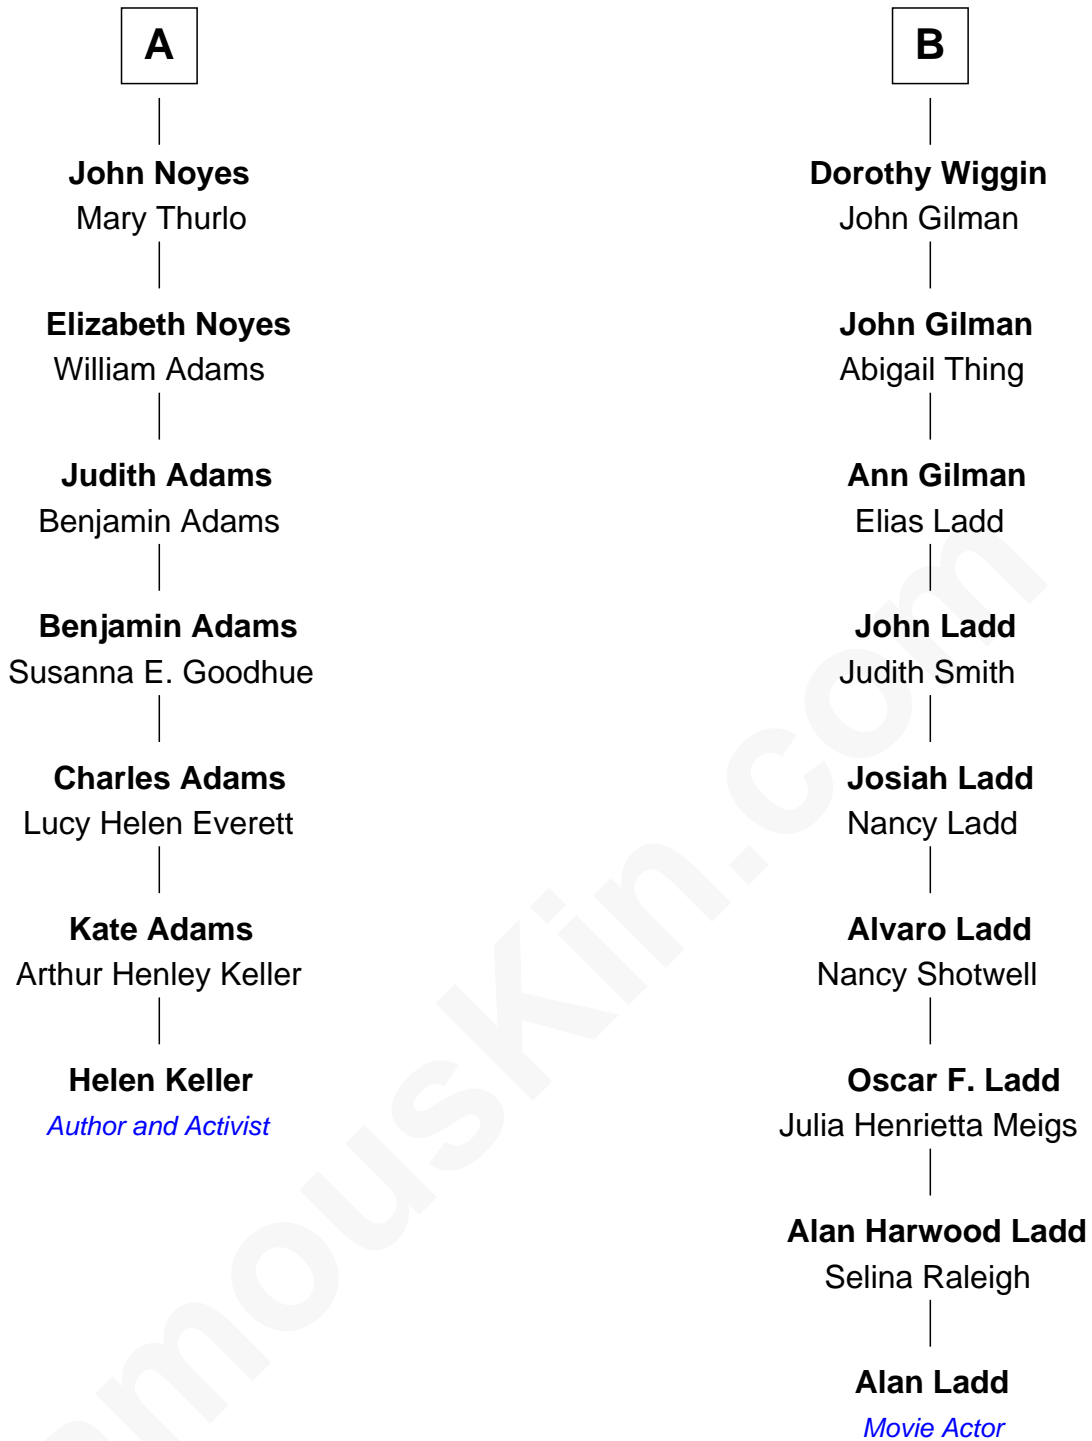 A
John Noyes
Mary Thurlo
Elizabeth Noyes
William Adams
Judith Adams
Benjamin Adams
Benjamin Adams
Susanna E. Goodhue
Charles Adams
Lucy Helen Everett
Kate Adams
Arthur Henley Keller
Helen Keller
Author and Activist
B
Dorothy Wiggin
John Gilman
John Gilman
Abigail Thing
Ann Gilman
Elias Ladd
John Ladd
Judith Smith
Josiah Ladd
Nancy Ladd
Alvaro Ladd
Nancy Shotwell
Oscar F. Ladd
Julia Henrietta Meigs
Alan Harwood Ladd
Selina Raleigh
Alan Ladd
Movie Actor
amouskin.com